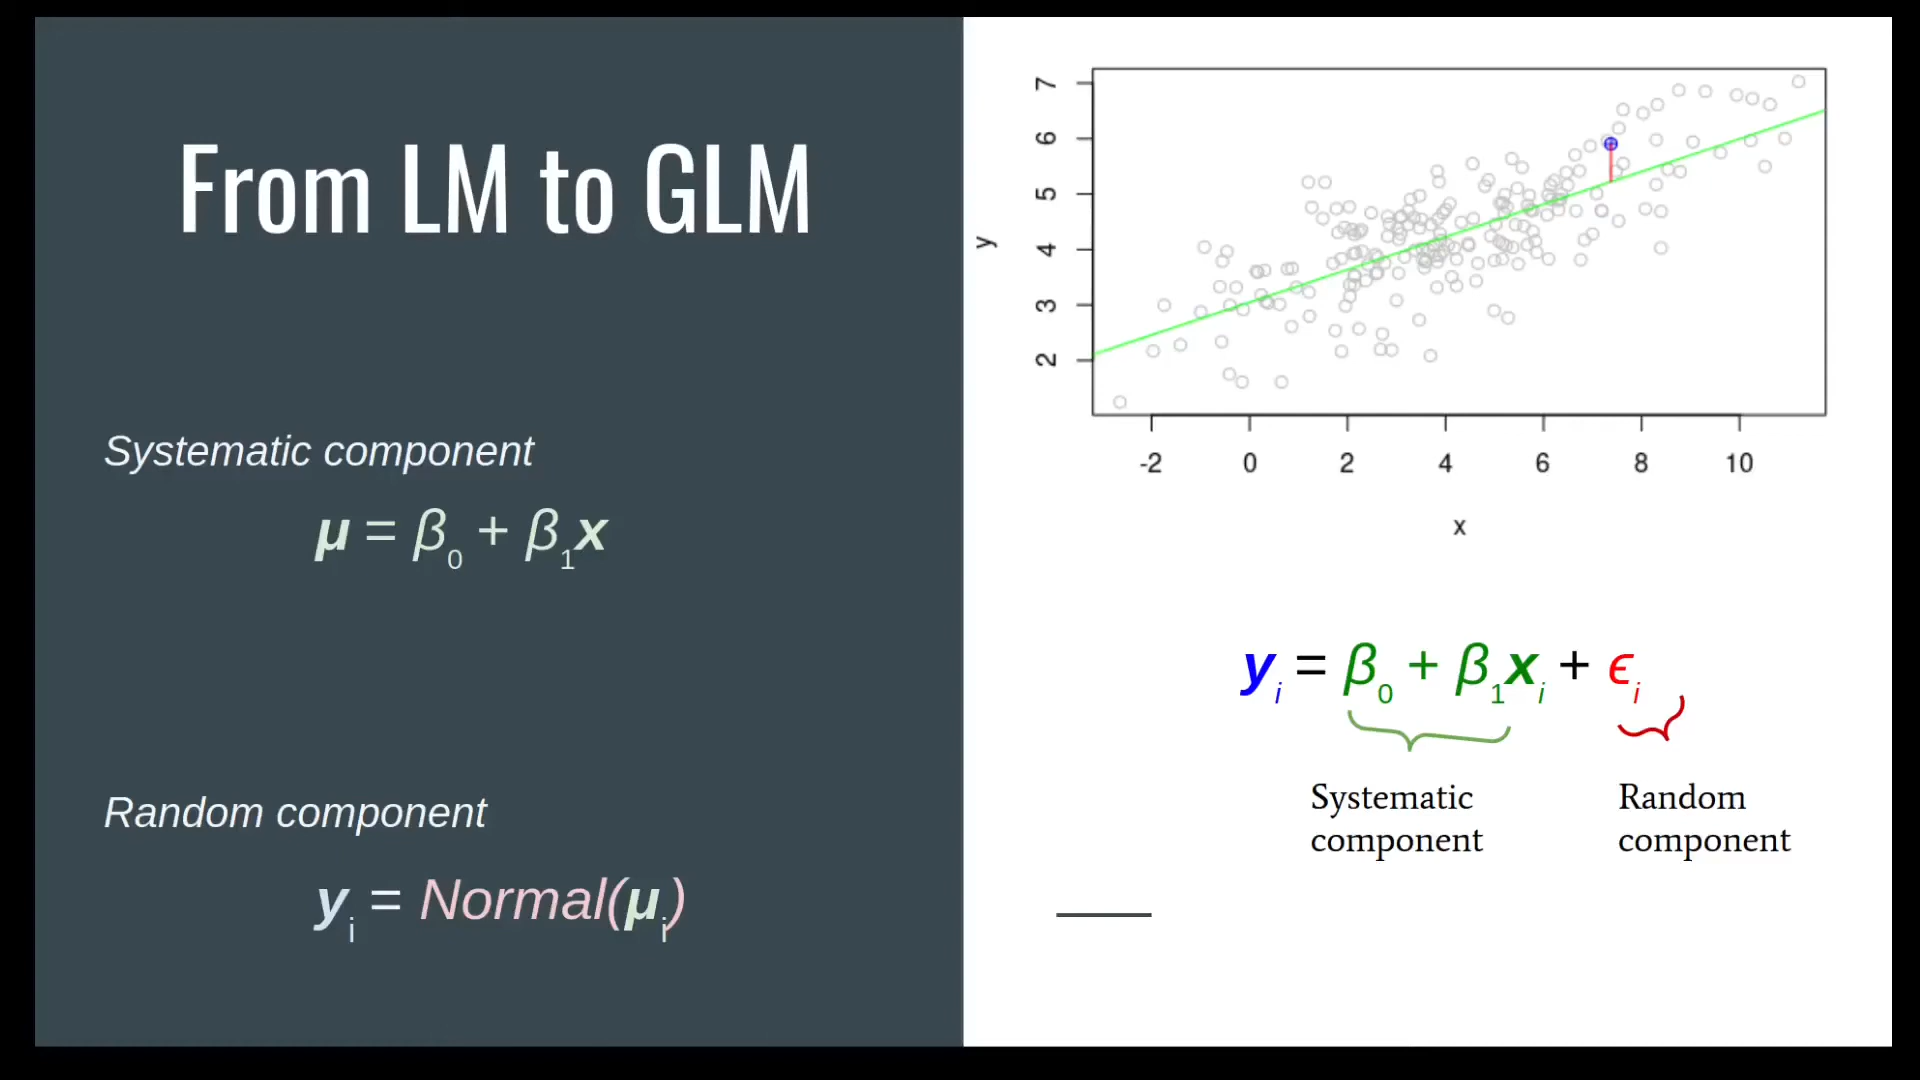 From LM to GLM
Systematic component
μ = β0 + β1x
Random component
yi = Normal(μi)
7
6
5
4
3
2
y
-2 0 2 4 6 8 10
x
yi = β0 + β1xi + ϵi
Systematic component
Random component